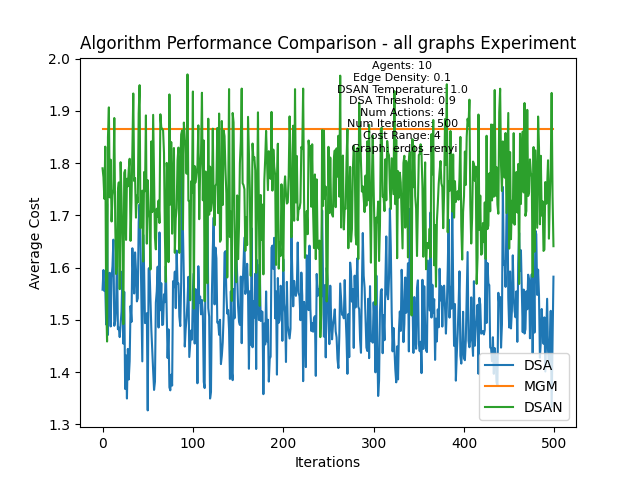 Algorithm Performance Comparison - all graphs Experiment
Agents: 10
Edge Density: 0.1
DSAN Temperature: 1.0
DSA Threshold: 0.9
Num Actions: 4
Num Iterations: 500
Cost Range: 4
Graph: erdos_renyi
Average Cost
2.0
1.9
1.8
1.7
1.6
1.5
1.4
1.3
0
100
200
300
400
500
Iterations
DSA
MGM
DSAN